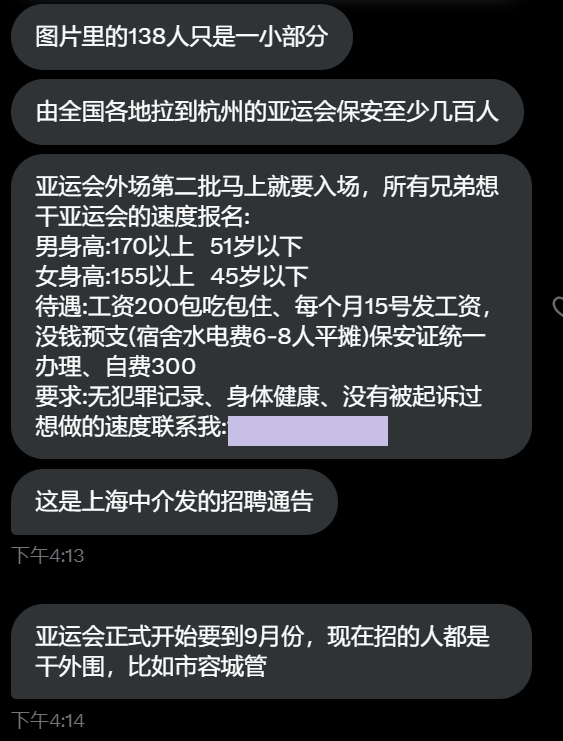 图片里的138人只是一小部分
由全国各地拉到杭州的亚运会保安至少几百人
亚运会外场第二批马上就要入场，所有兄弟想
干亚运会的速度报名:
男身高:170以上 51岁以下
女身高:155以上 45岁以下
待遇:工资200包吃包住、每个月15号发工资，
没钱预支(宿舍水电费6-8人平摊)保安证统一
办理、自费300
要求:无犯罪记录、身体健康、没有被起诉过
想做的速度联系我:
这是上海中介发的招聘通告
下午4:13
亚运会正式开始要到9月份，现在招的人都是
干外围，比如市容城管
下午4:14